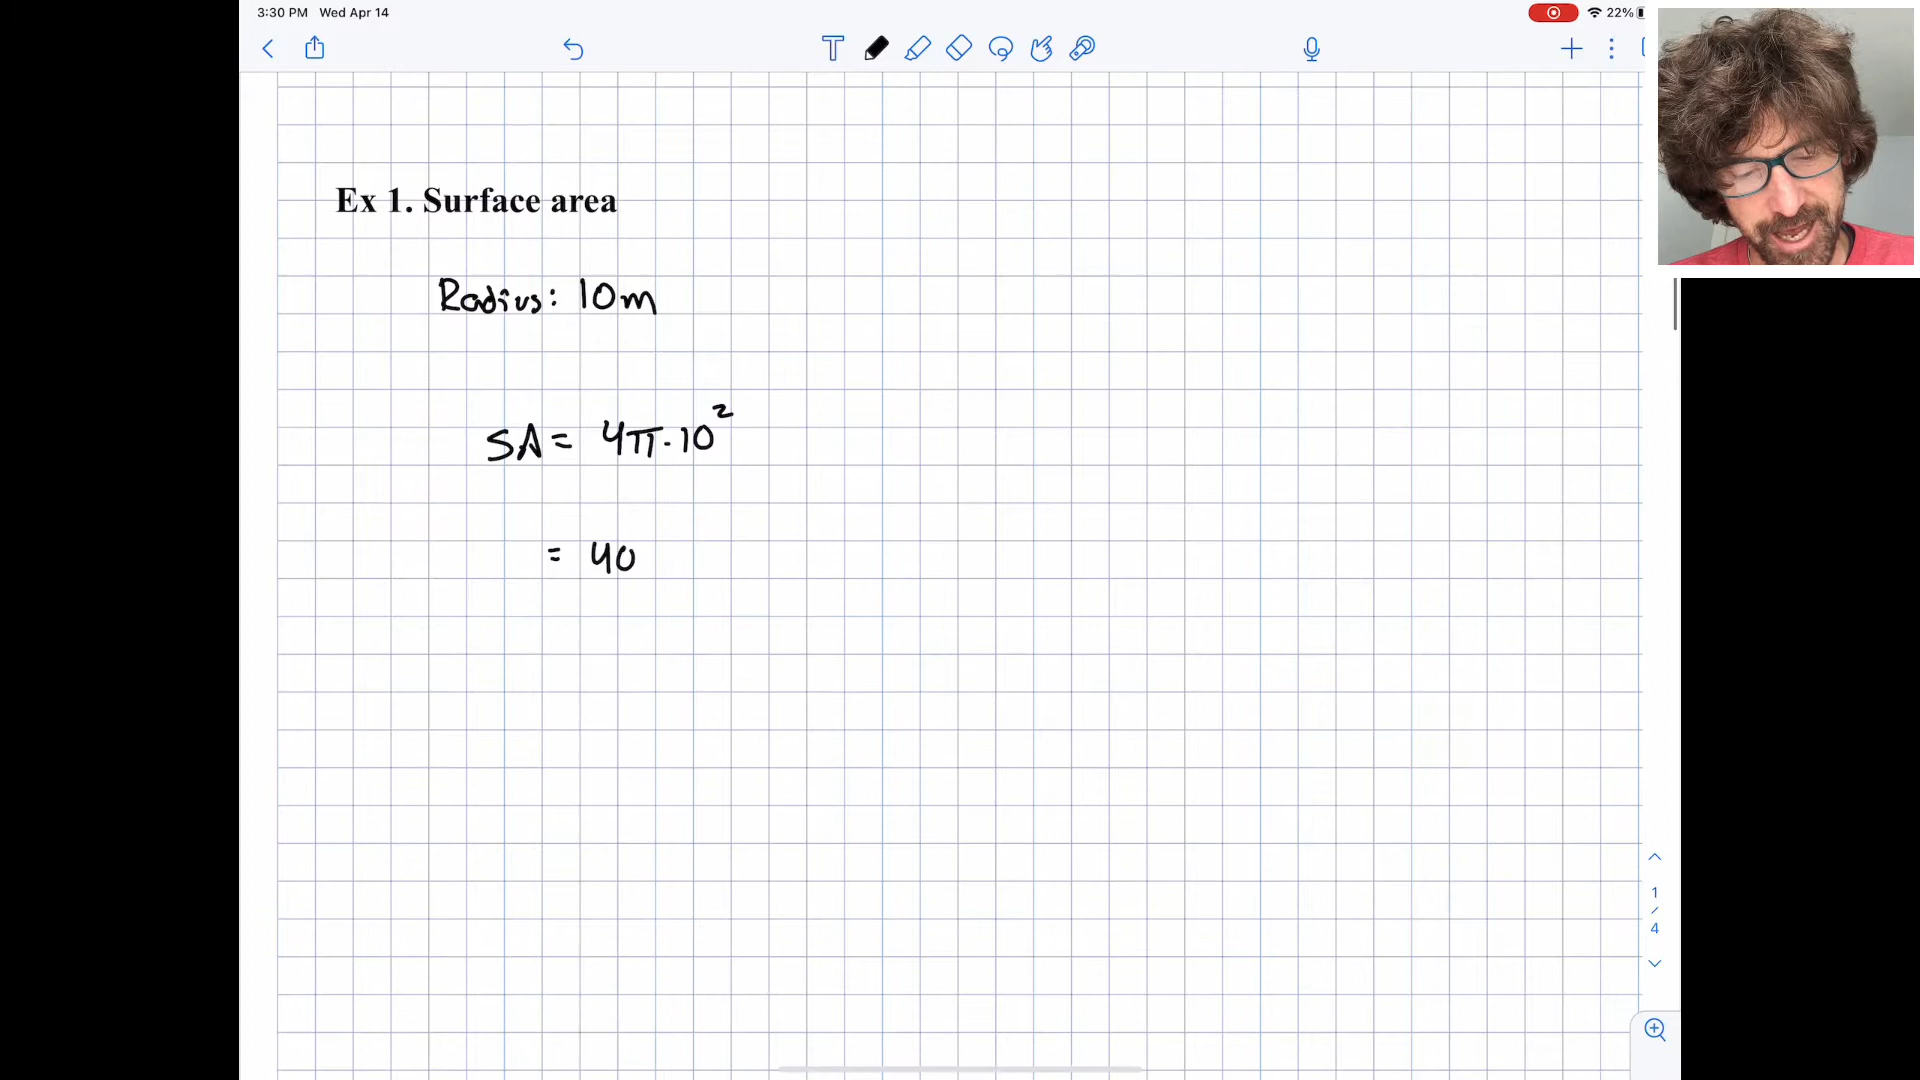 3:30 PM Wed Apr 14
22%
Ex 1. Surface area
Radius: 10m
SA = 4π·10²
= 40
1
/
4